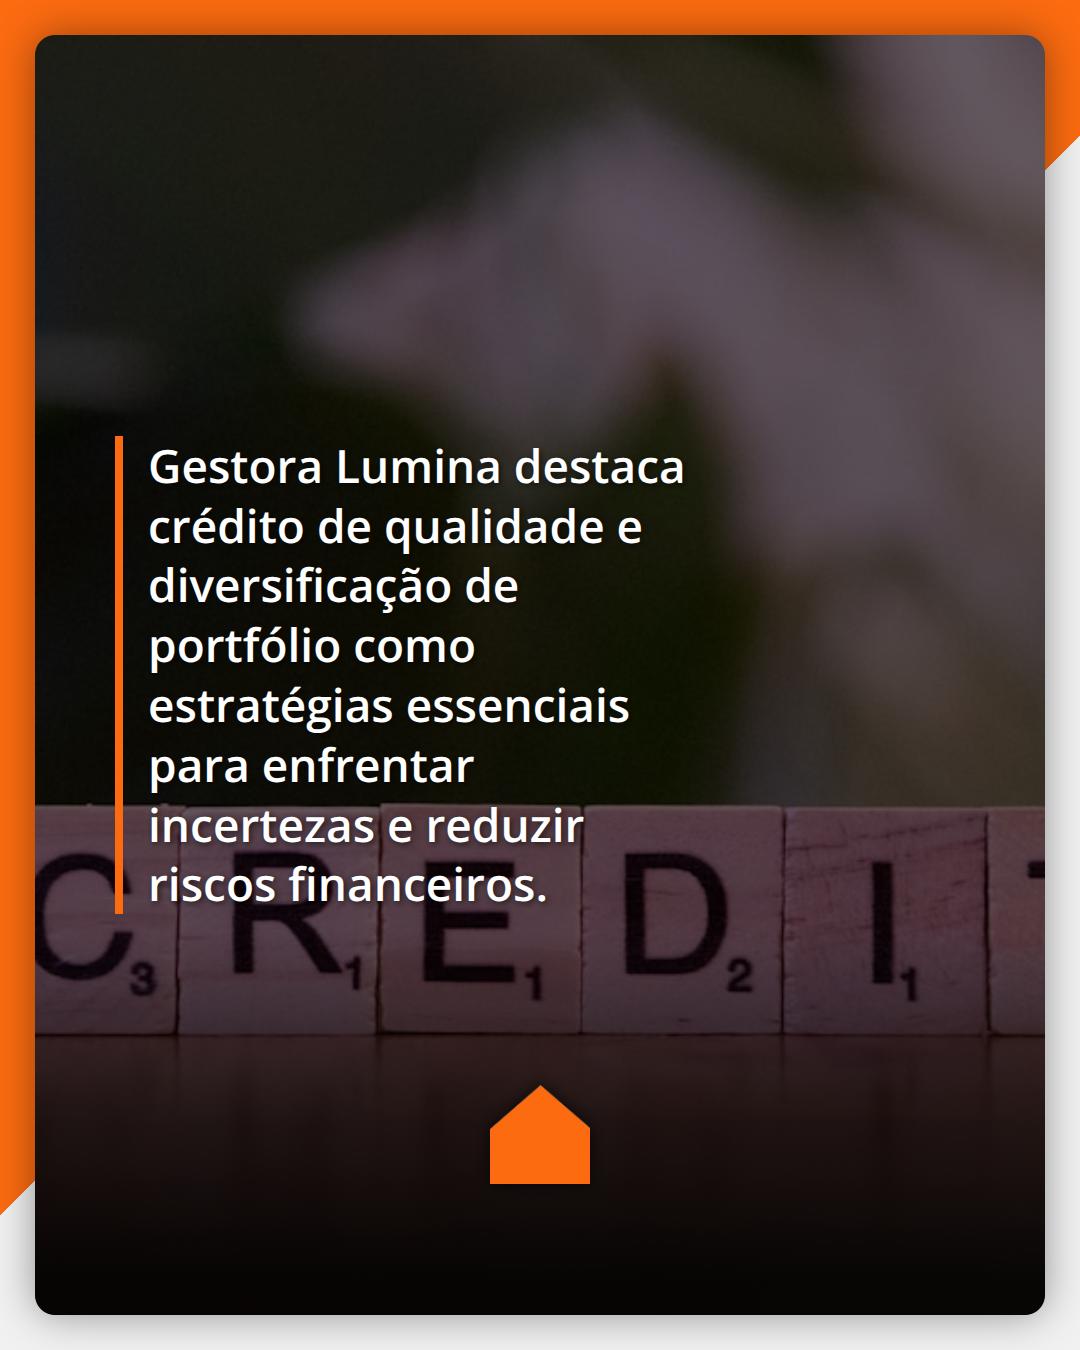 Gestora Lumina destaca
crédito de qualidade e
diversificação de
portfólio como
estratégias essenciais
para enfrentar
incertezas e reduzir
riscos financeiros.
C3 R1 E1 D2 I1